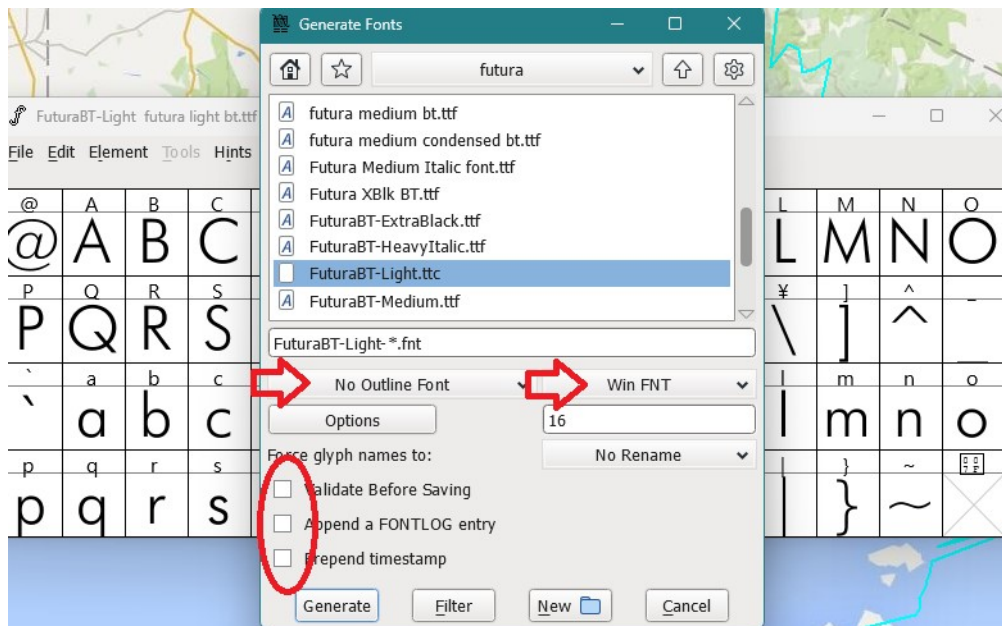 Generate Fonts
futura
FuturaBT-Light futura light bt.ttf
File Edit Element Tools Hints
futura medium bt.ttf
futura medium condensed bt.ttf
Futura Medium Italic font.ttf
Futura XBlk BT.ttf
FuturaBT-ExtraBlack.ttf
FuturaBT-HeavyItalic.ttf
FuturaBT-Light.ttc
FuturaBT-Medium.ttf
FuturaBT-Light-*.fnt
No Outline Font Win FNT
Options 16
Force glyph names to: No Rename
Validate Before Saving
Append a FONTLOG entry
Prepend timestamp
Generate Filter New Cancel
@ A B C L M N O
@ A B C L M N O
P Q R S ¥ ] ^ _
P Q R S \ ] ^ _
` a b c l m n o
` a b c l m n o
p q r s | } ~
p q r s | } ~